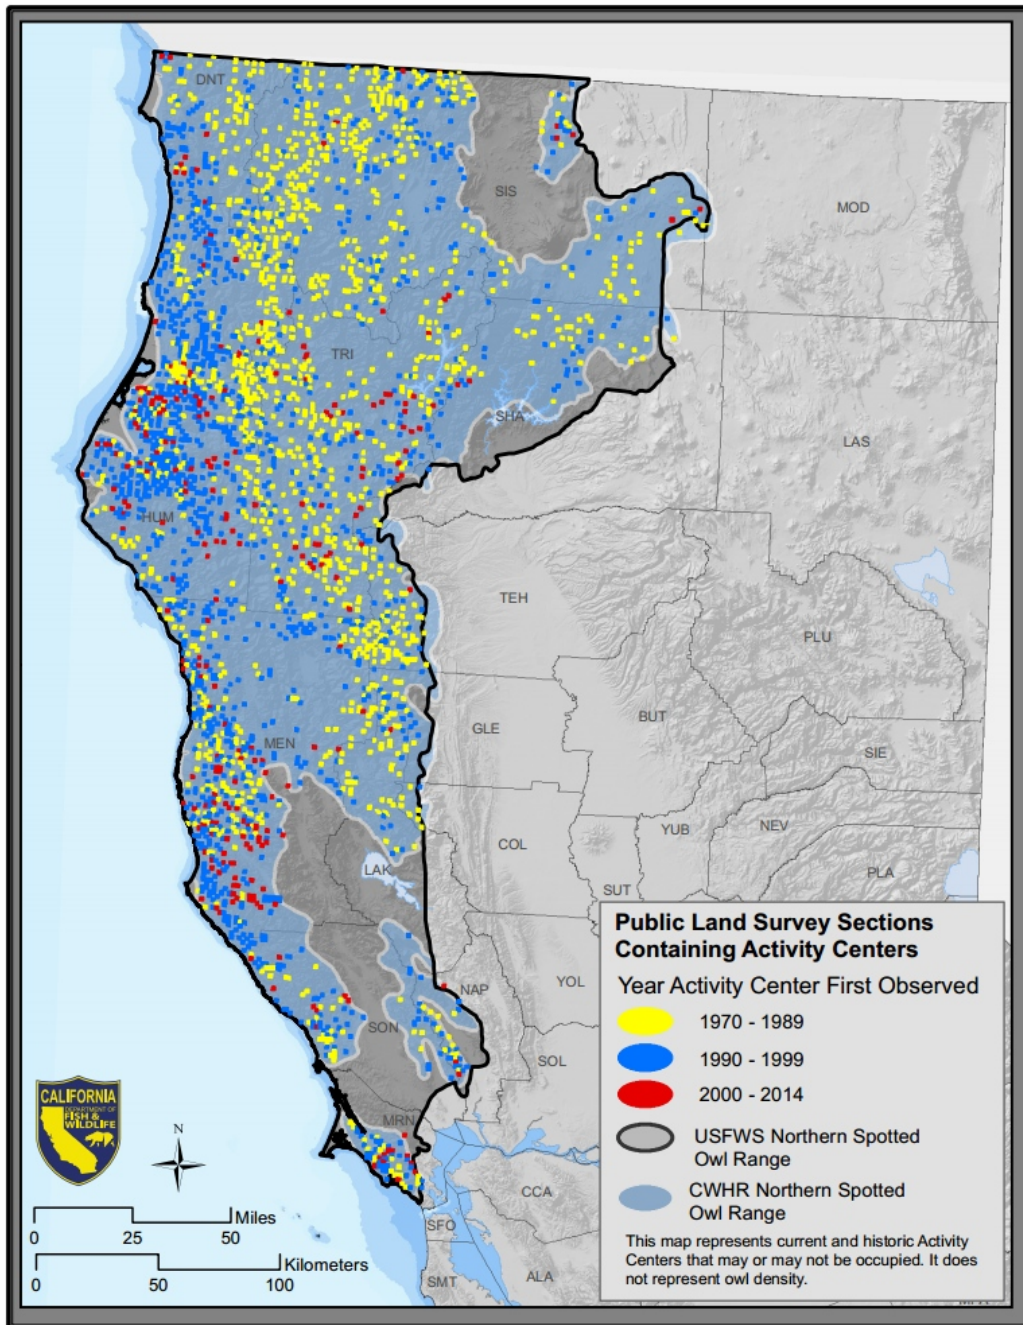 DNT
SIS
MOD
TRI
SHA
LAS
HUM
TEH
PLU
GLE
BUT
MEN
SIE
COL
YUB
NEV
LAK
PLA
SUT
NAP
YOL
SON
SOL
MRN
CCA
SFO
SMT
ALA
Public Land Survey Sections
Containing Activity Centers
Year Activity Center First Observed
1970 - 1989
1990 - 1999
2000 - 2014
USFWS Northern Spotted
Owl Range
CWHR Northern Spotted
Owl Range
This map represents current and historic Activity
Centers that may or may not be occupied. It does
not represent owl density.
CALIFORNIA
DEPARTMENT OF
FISH &
WILDLIFE
N
Miles
0 25 50
Kilometers
0 50 100